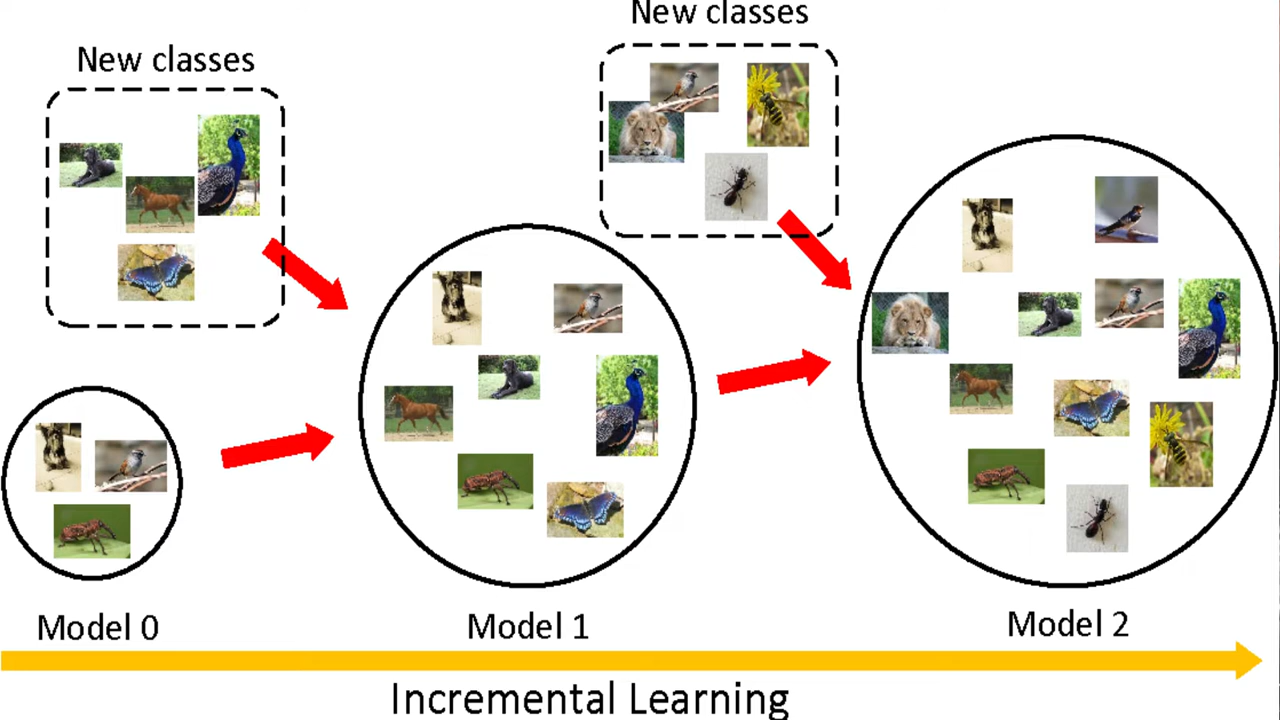 New classes
New classes
Model 0
Model 1
Model 2
Incremental Learning